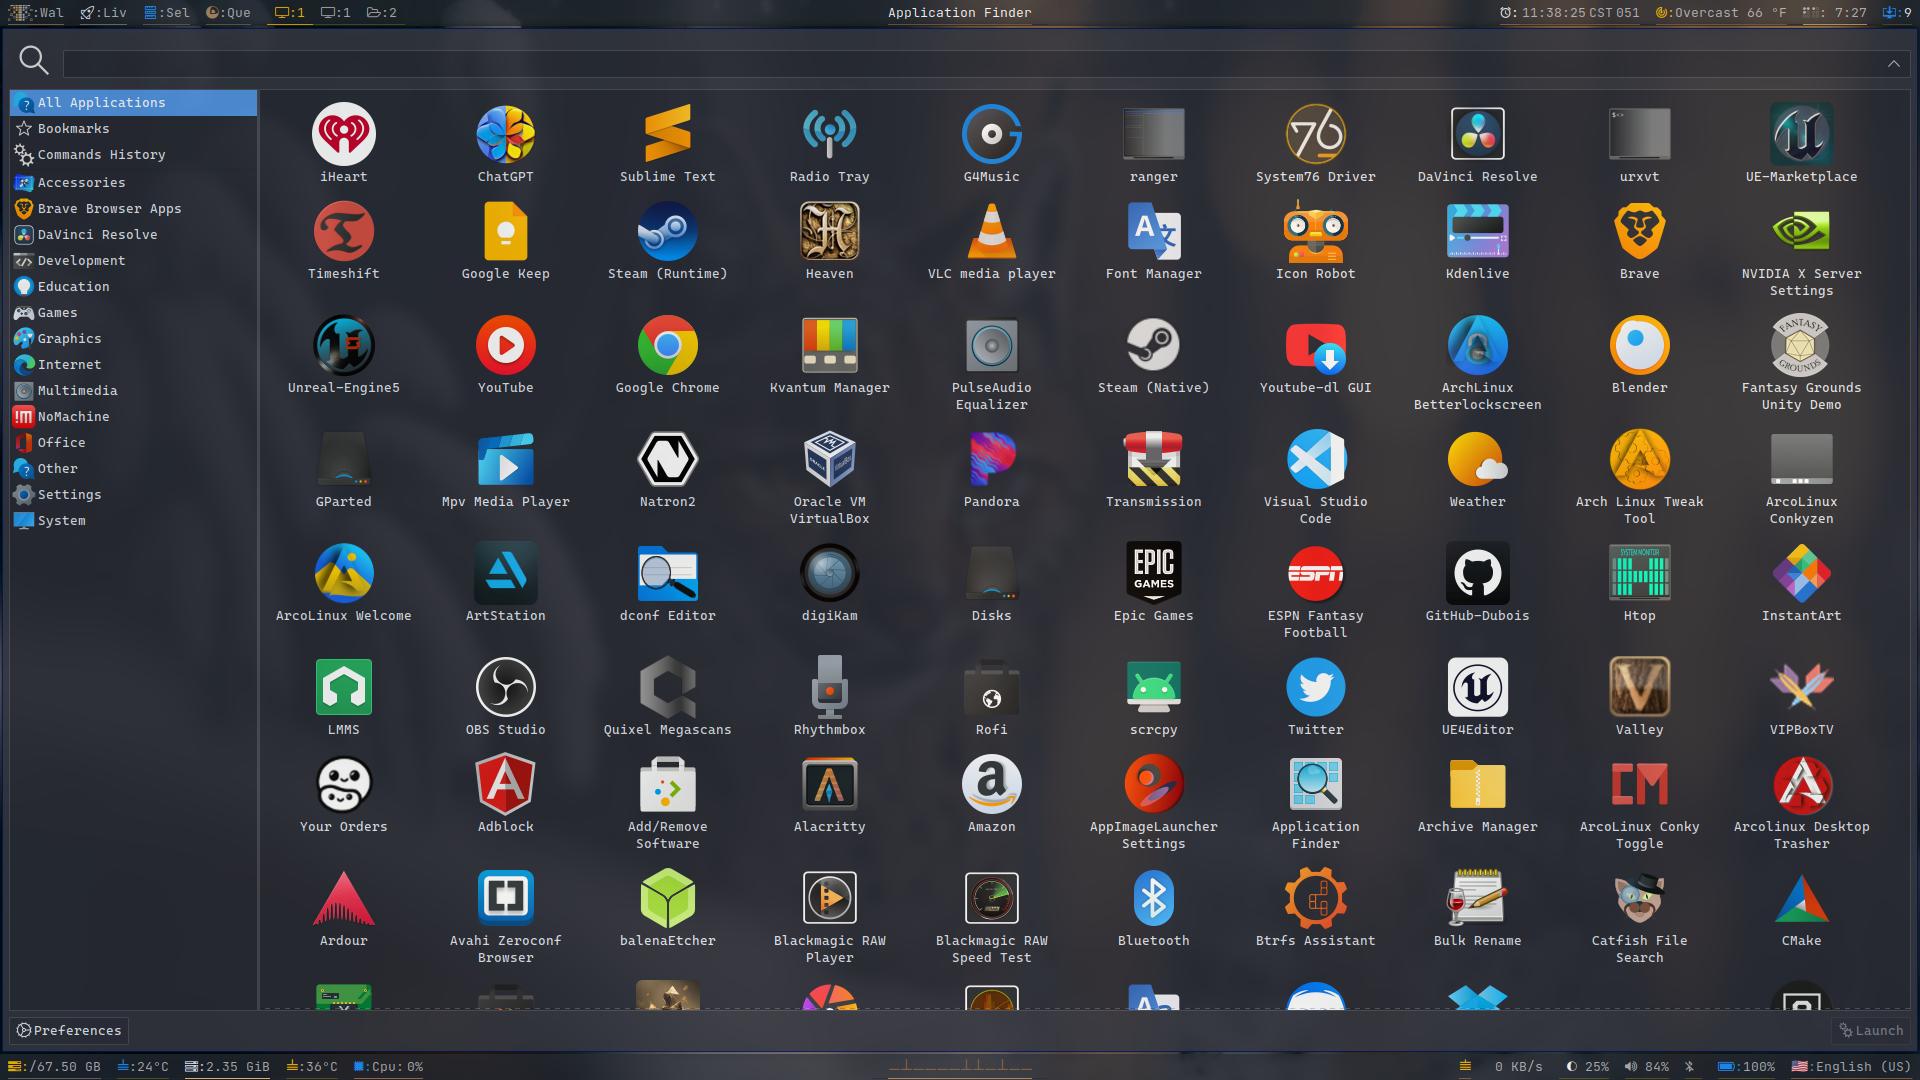 :Wal :Liv :Sel :Que :1 :1 :2
Application Finder
: 11:38:25 CST 051 :Overcast 66 °F : 7:27 :9
All Applications
Bookmarks
Commands History
Accessories
Brave Browser Apps
DaVinci Resolve
Development
Education
Games
Graphics
Internet
Multimedia
NoMachine
Office
Other
Settings
System
iHeart ChatGPT Sublime Text Radio Tray G4Music ranger System76 Driver DaVinci Resolve urxvt UE-Marketplace
Timeshift Google Keep Steam (Runtime) Heaven VLC media player Font Manager Icon Robot Kdenlive Brave NVIDIA X Server
Settings
FANTASY
GROUNDS
Unreal-Engine5 YouTube Google Chrome Kvantum Manager PulseAudio Steam (Native) Youtube-dl GUI ArchLinux Blender Fantasy Grounds
Equalizer Betterlockscreen Unity Demo
GParted Mpv Media Player Natron2 Oracle VM Pandora Transmission Visual Studio Weather Arch Linux Tweak ArcoLinux
VirtualBox Code Tool Conkyzen
EPIC
GAMES
ESPN
SYSTEM MONITOR
ArcoLinux Welcome ArtStation dconf Editor digiKam Disks Epic Games ESPN Fantasy GitHub-Dubois Htop InstantArt
Football
LMMS OBS Studio Quixel Megascans Rhythmbox Rofi scrcpy Twitter UE4Editor Valley VIPBoxTV
CM
Your Orders Adblock Add/Remove Alacritty Amazon AppImageLauncher Application Archive Manager ArcoLinux Conky Arcolinux Desktop
Software Settings Finder Toggle Trasher
Ardour Avahi Zeroconf balenaEtcher Blackmagic RAW Blackmagic RAW Bluetooth Btrfs Assistant Bulk Rename Catfish File CMake
Browser Player Speed Test Search
Preferences
Launch
:/67.50 GB :24°C :2.35 GiB :36°C :Cpu: 0%
0 KB/s 25% 84% :100% :English (US)